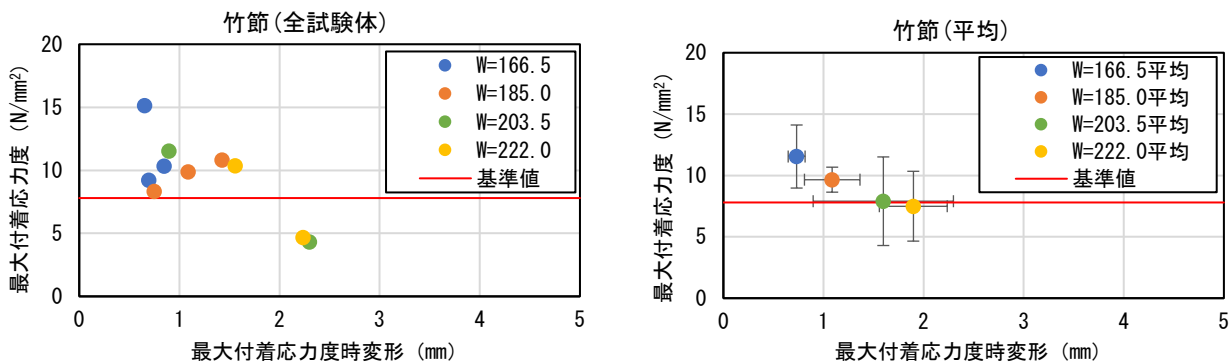 竹節(全試験体)
最大付着応力度 (N/mm²)
20
15
10
5
0
W=166.5
W=185.0
W=203.5
W=222.0
基準値
0 1 2 3 4 5
最大付着応力度時変形 (mm)
竹節(平均)
最大付着応力度 (N/mm²)
20
15
10
5
0
W=166.5平均
W=185.0平均
W=203.5平均
W=222.0平均
基準値
0 1 2 3 4 5
最大付着応力度時変形 (mm)